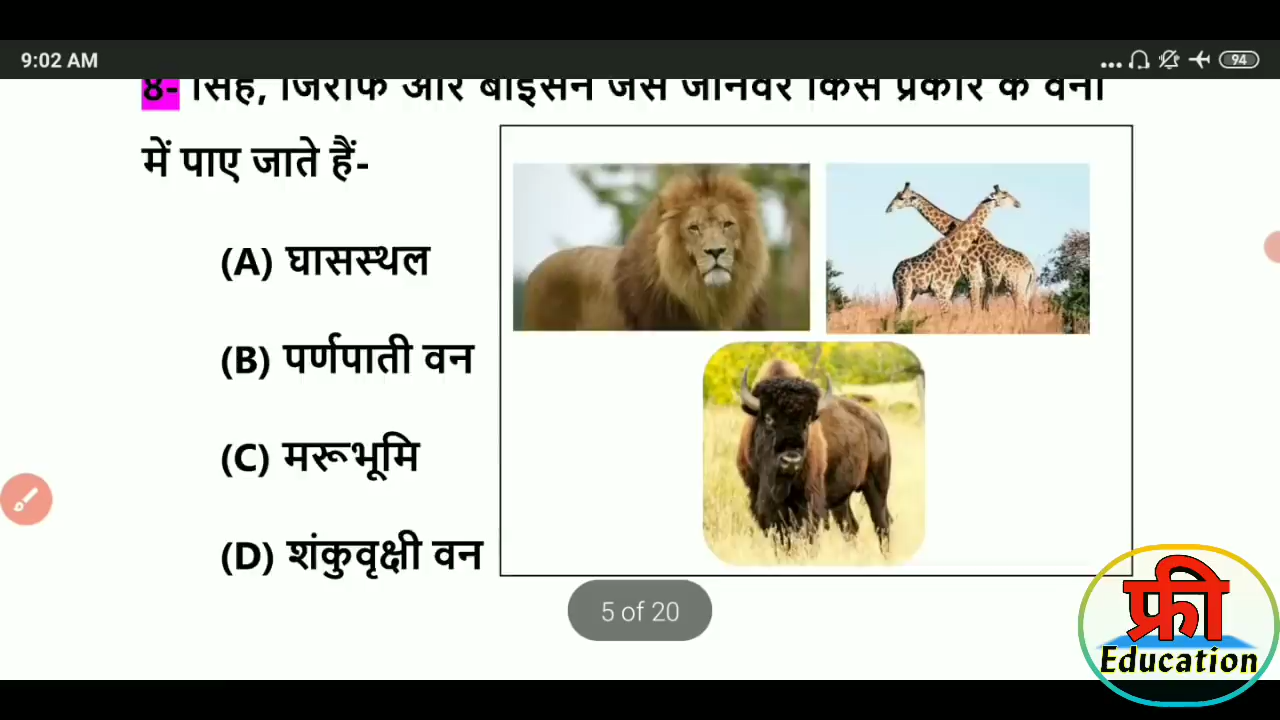 9:02 AM
94
8- सिंह, जिराफ और बाइसन जैसे जानवर किस प्रकार के वनों
में पाए जाते हैं-
(A) घासस्थल
(B) पर्णपाती वन
(C) मरूभूमि
(D) शंकुवृक्षी वन
5 of 20
फ्री
Education